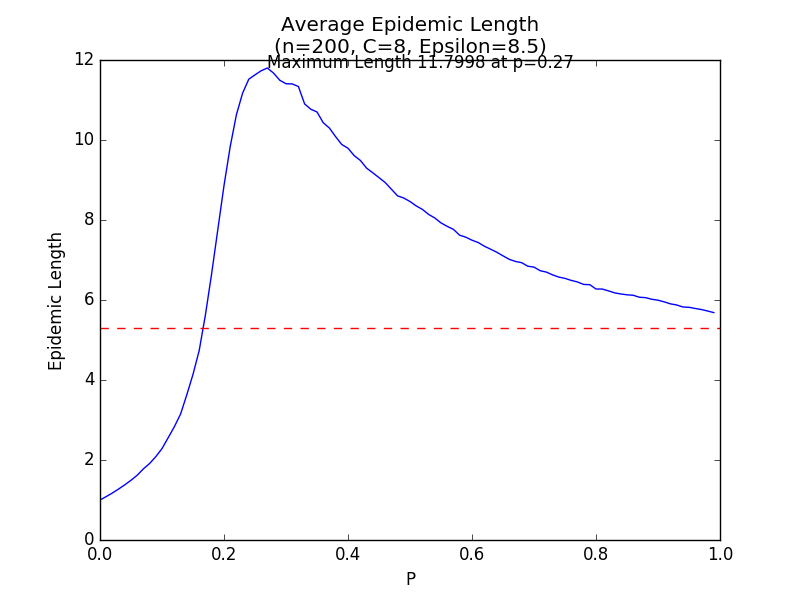 Average Epidemic Length
(n=200, C=8, Epsilon=8.5)
Maximum Length 11.7998 at p=0.27
12
10
8
6
4
2
0
Epidemic Length
0.0 0.2 0.4 0.6 0.8 1.0
P